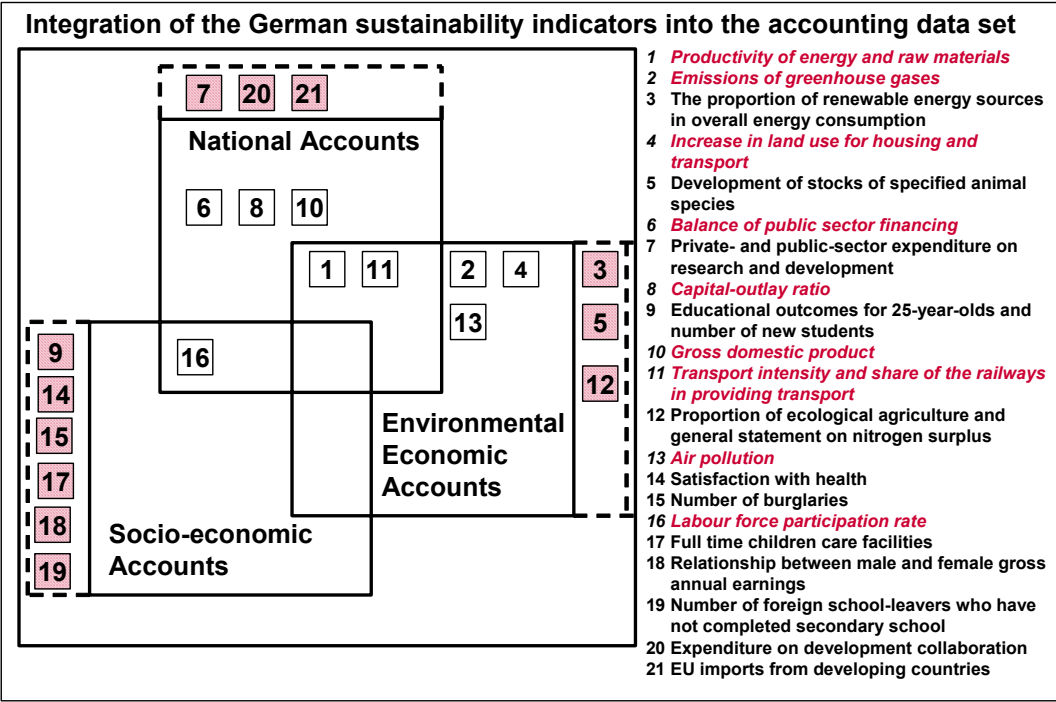 Integration of the German sustainability indicators into the accounting data set
7 20 21
National Accounts
6 8 10
1 11 2 4
13
3
5
12
16
9
14
15
17
18
19
Environmental
Economic
Accounts
Socio-economic
Accounts
1 Productivity of energy and raw materials
2 Emissions of greenhouse gases
3 The proportion of renewable energy sources
in overall energy consumption
4 Increase in land use for housing and
transport
5 Development of stocks of specified animal
species
6 Balance of public sector financing
7 Private- and public-sector expenditure on
research and development
8 Capital-outlay ratio
9 Educational outcomes for 25-year-olds and
number of new students
10 Gross domestic product
11 Transport intensity and share of the railways
in providing transport
12 Proportion of ecological agriculture and
general statement on nitrogen surplus
13 Air pollution
14 Satisfaction with health
15 Number of burglaries
16 Labour force participation rate
17 Full time children care facilities
18 Relationship between male and female gross
annual earnings
19 Number of foreign school-leavers who have
not completed secondary school
20 Expenditure on development collaboration
21 EU imports from developing countries